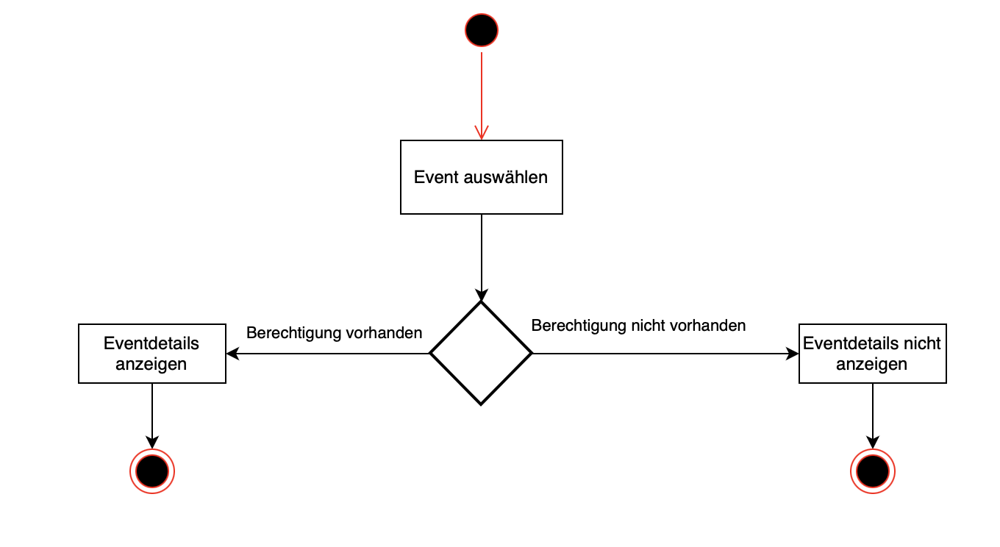 Event auswählen
Berechtigung vorhanden
Berechtigung nicht vorhanden
Eventdetails
anzeigen
Eventdetails nicht
anzeigen